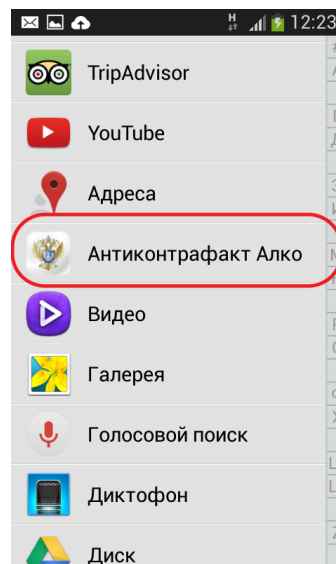 H
12:23
TripAdvisor
YouTube
Адреса
Антиконтрафакт Алко
Видео
Галерея
Голосовой поиск
Диктофон
Диск